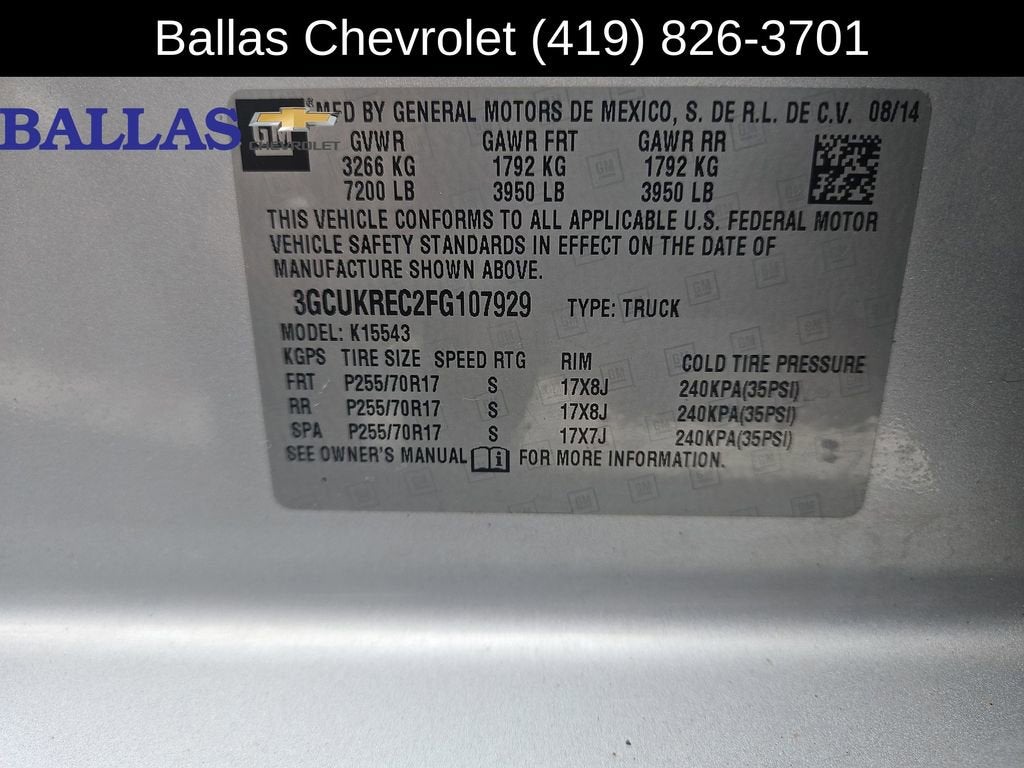 Ballas Chevrolet (419) 826-3701
BALLAS
CHEVROLET
GM
® MFD BY GENERAL MOTORS DE MEXICO, S. DE R.L. DE C.V. 08/14
GVWR GAWR FRT GAWR RR
3266 KG 1792 KG 1792 KG
7200 LB 3950 LB 3950 LB
THIS VEHICLE CONFORMS TO ALL APPLICABLE U.S. FEDERAL MOTOR
VEHICLE SAFETY STANDARDS IN EFFECT ON THE DATE OF
MANUFACTURE SHOWN ABOVE.
3GCUKREC2FG107929 TYPE: TRUCK
MODEL: K15543
KGPS TIRE SIZE SPEED RTG RIM COLD TIRE PRESSURE
FRT P255/70R17 S 17X8J 240KPA(35PSI)
RR P255/70R17 S 17X8J 240KPA(35PSI)
SPA P255/70R17 S 17X7J 240KPA(35PSI)
SEE OWNER'S MANUAL i FOR MORE INFORMATION.